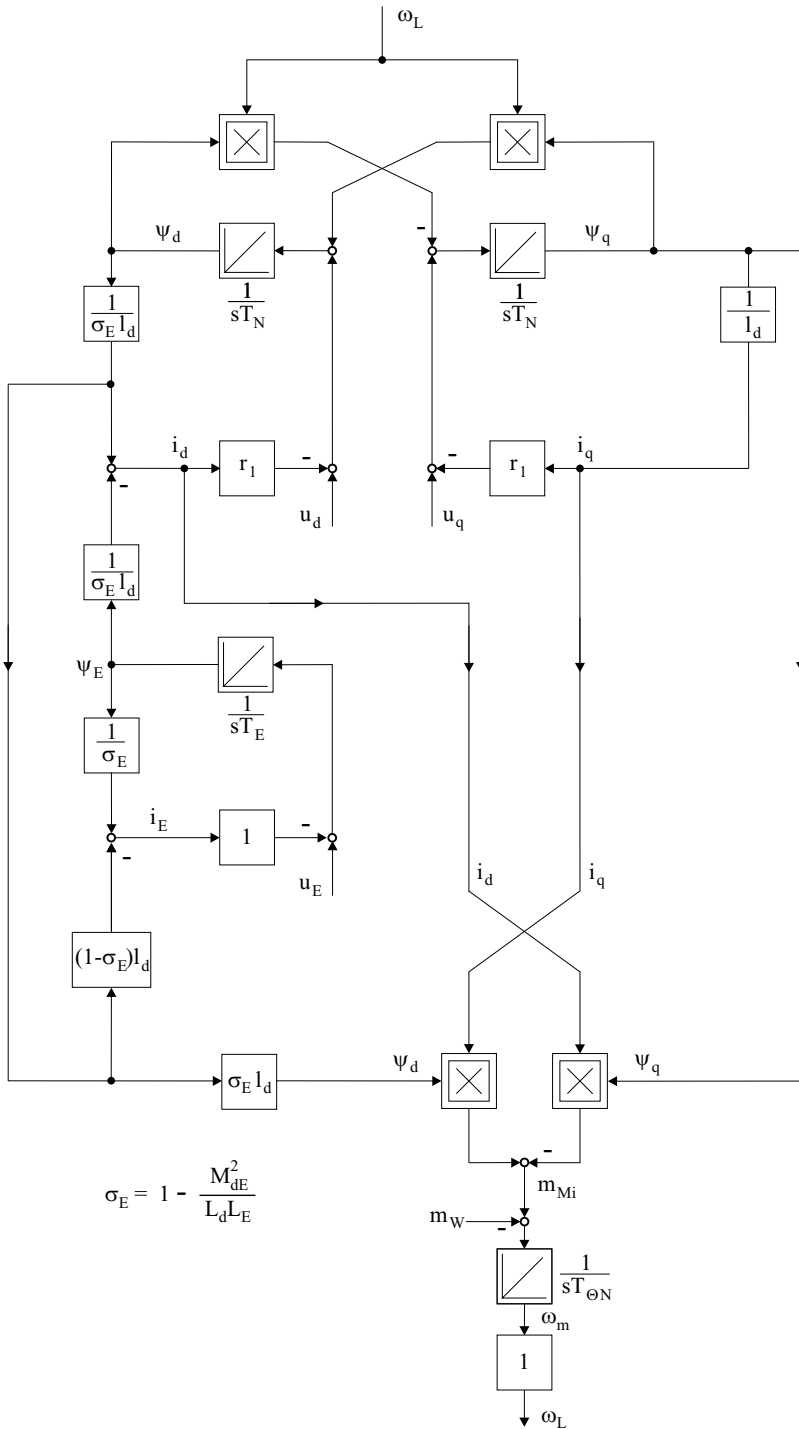 ω_L
ψ_d
ψ_q
-
1/(sT_N)
1/(sT_N)
1/(σ_E l_d)
1/l_d
i_d
r_1
-
-
r_1
i_q
-
u_d
u_q
1/(σ_E l_d)
ψ_E
1/(sT_E)
1/σ_E
i_E
1
-
-
u_E
i_d
i_q
(1-σ_E)l_d
σ_E l_d
ψ_d
ψ_q
-
σ_E = 1 - M_dE^2/(L_d L_E)
m_Mi
m_W
-
1/(sT_ΘN)
ω_m
1
ω_L